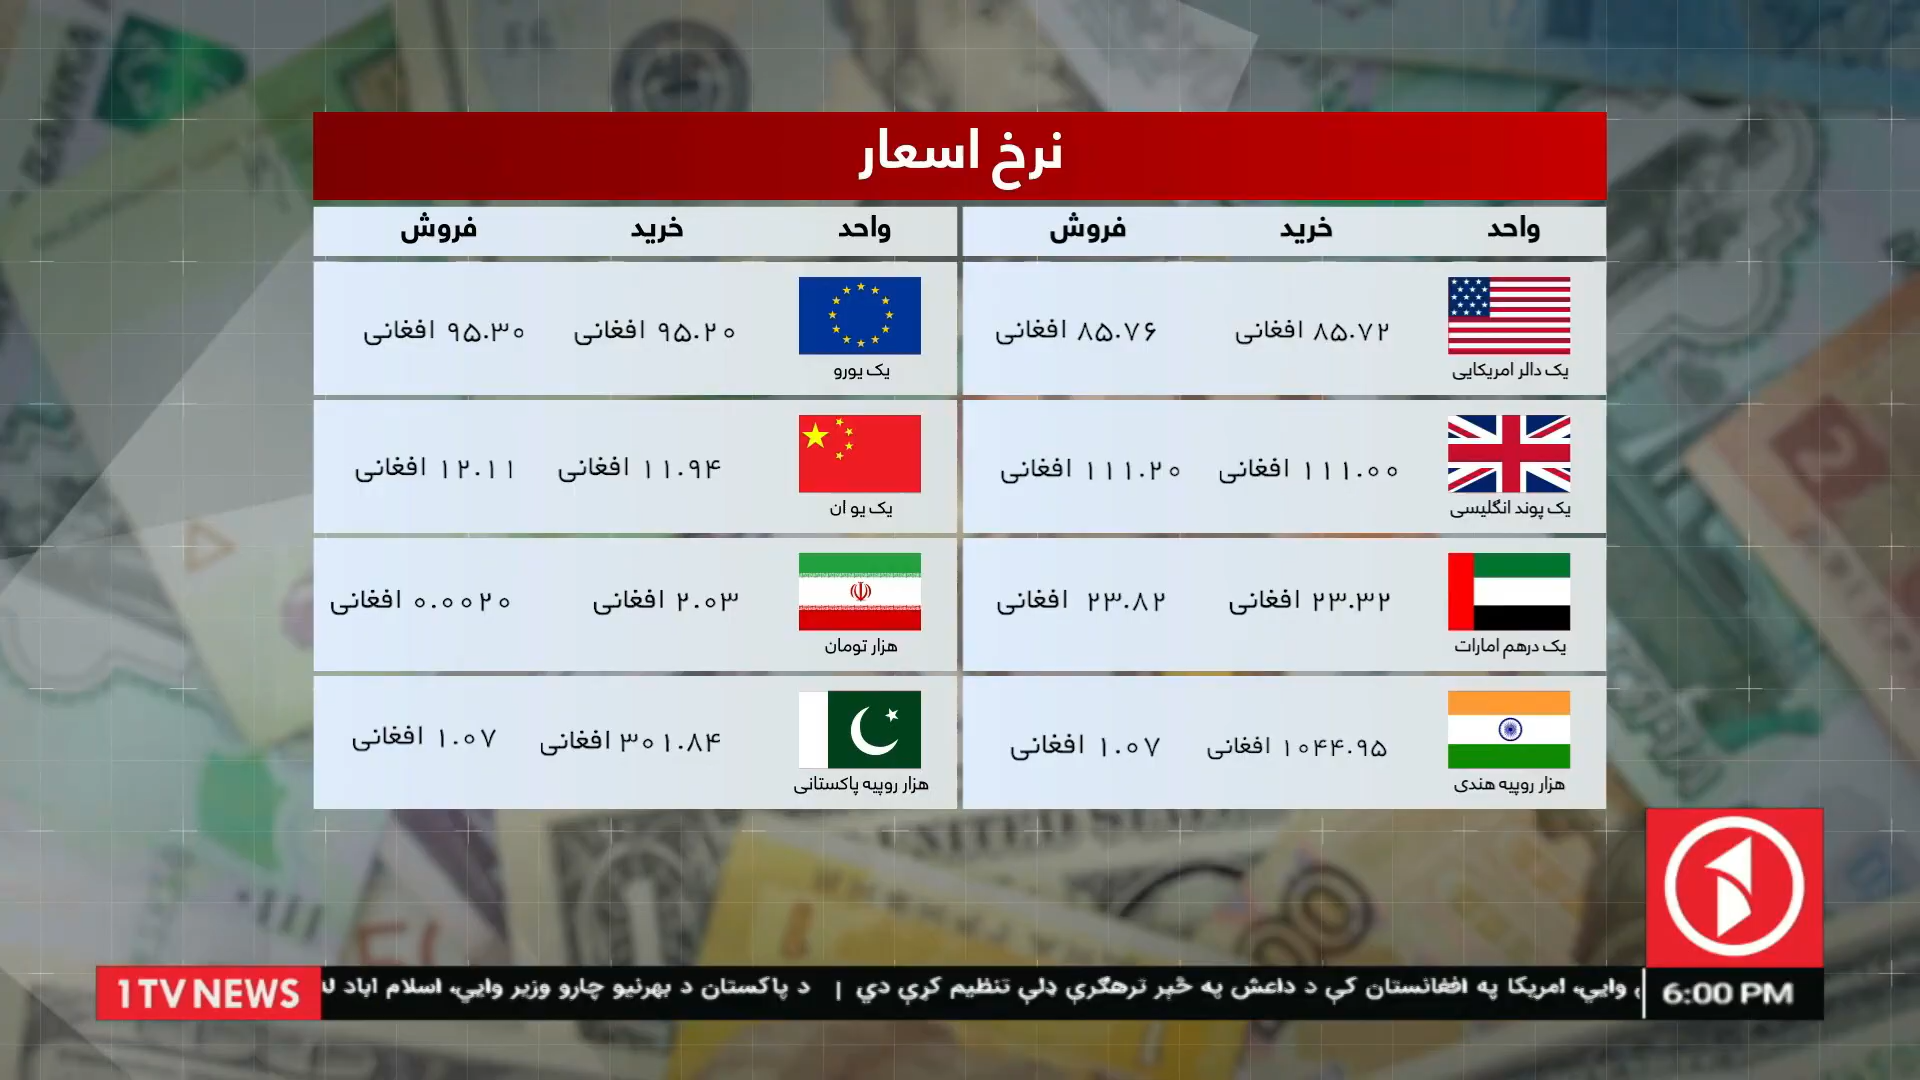 نرخ اسعار
واحد خرید فروش واحد خرید فروش
۸۵.۷۲ افغانی ۸۵.۷۶ افغانی ۹۵.۲۰ افغانی ۹۵.۳۰ افغانی
یک دالر امریکایی یک یورو
۱۱۱.۰۰ افغانی ۱۱۱.۲۰ افغانی ۱۱.۹۴ افغانی ۱۲.۱۱ افغانی
یک پوند انگلیسی یک یو ان
۲۳.۳۲ افغانی ۲۳.۸۲ افغانی ۲.۰۳ افغانی ۰.۰۰۲۰ افغانی
یک درهم امارات هزار تومان
۱۰۴۴.۹۵ افغانی ۱.۰۷ افغانی ۳۰۱.۸۴ افغانی ۱.۰۷ افغانی
هزار روپیه هندی هزار روپیه پاکستانی
وايي، امریکا په افغانستان کې د داعش په څېر ترهګرې ډلې تنظیم کړې دي | د پاکستان د بهرنیو چارو وزیر وايي، اسلام اباد
1TV NEWS
6:00 PM